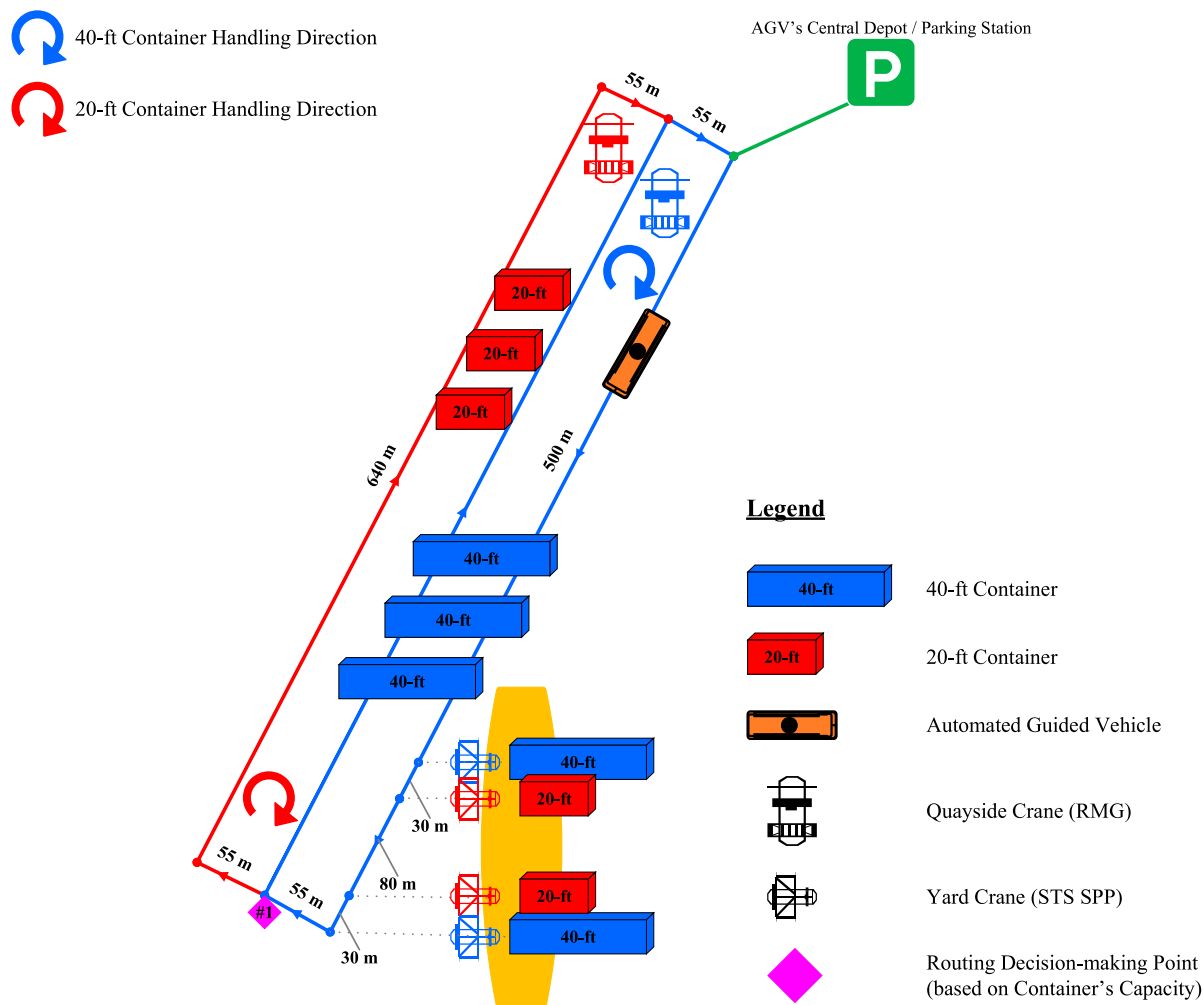 AGV's Central Depot / Parking Station
P
40-ft Container Handling Direction
20-ft Container Handling Direction
55 m
55 m
20-ft
20-ft
20-ft
640 m
500 m
40-ft
40-ft
40-ft
40-ft
20-ft
30 m
80 m
20-ft
40-ft
30 m
55 m
55 m
#1
Legend
40-ft
40-ft Container
20-ft
20-ft Container
Automated Guided Vehicle
Quayside Crane (RMG)
Yard Crane (STS SPP)
Routing Decision-making Point
(based on Container's Capacity)